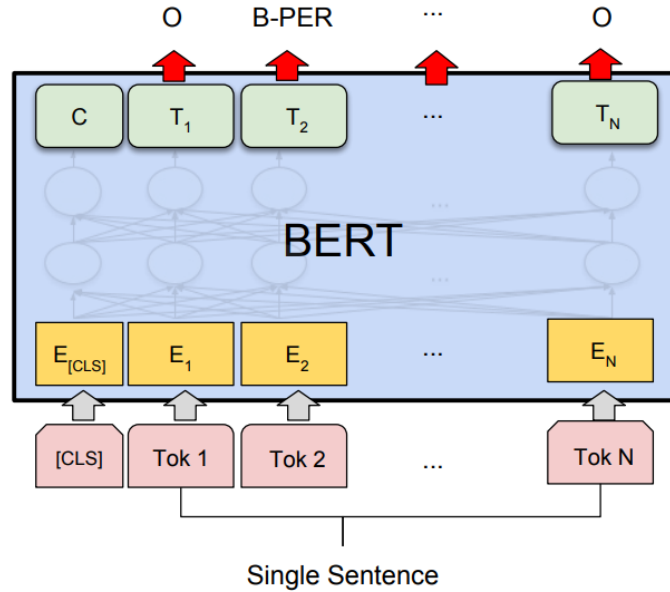 O B-PER ... O
C T1 T2 ... TN
...
BERT
...
E[CLS] E1 E2 ... EN
[CLS] Tok 1 Tok 2 ... Tok N
Single Sentence